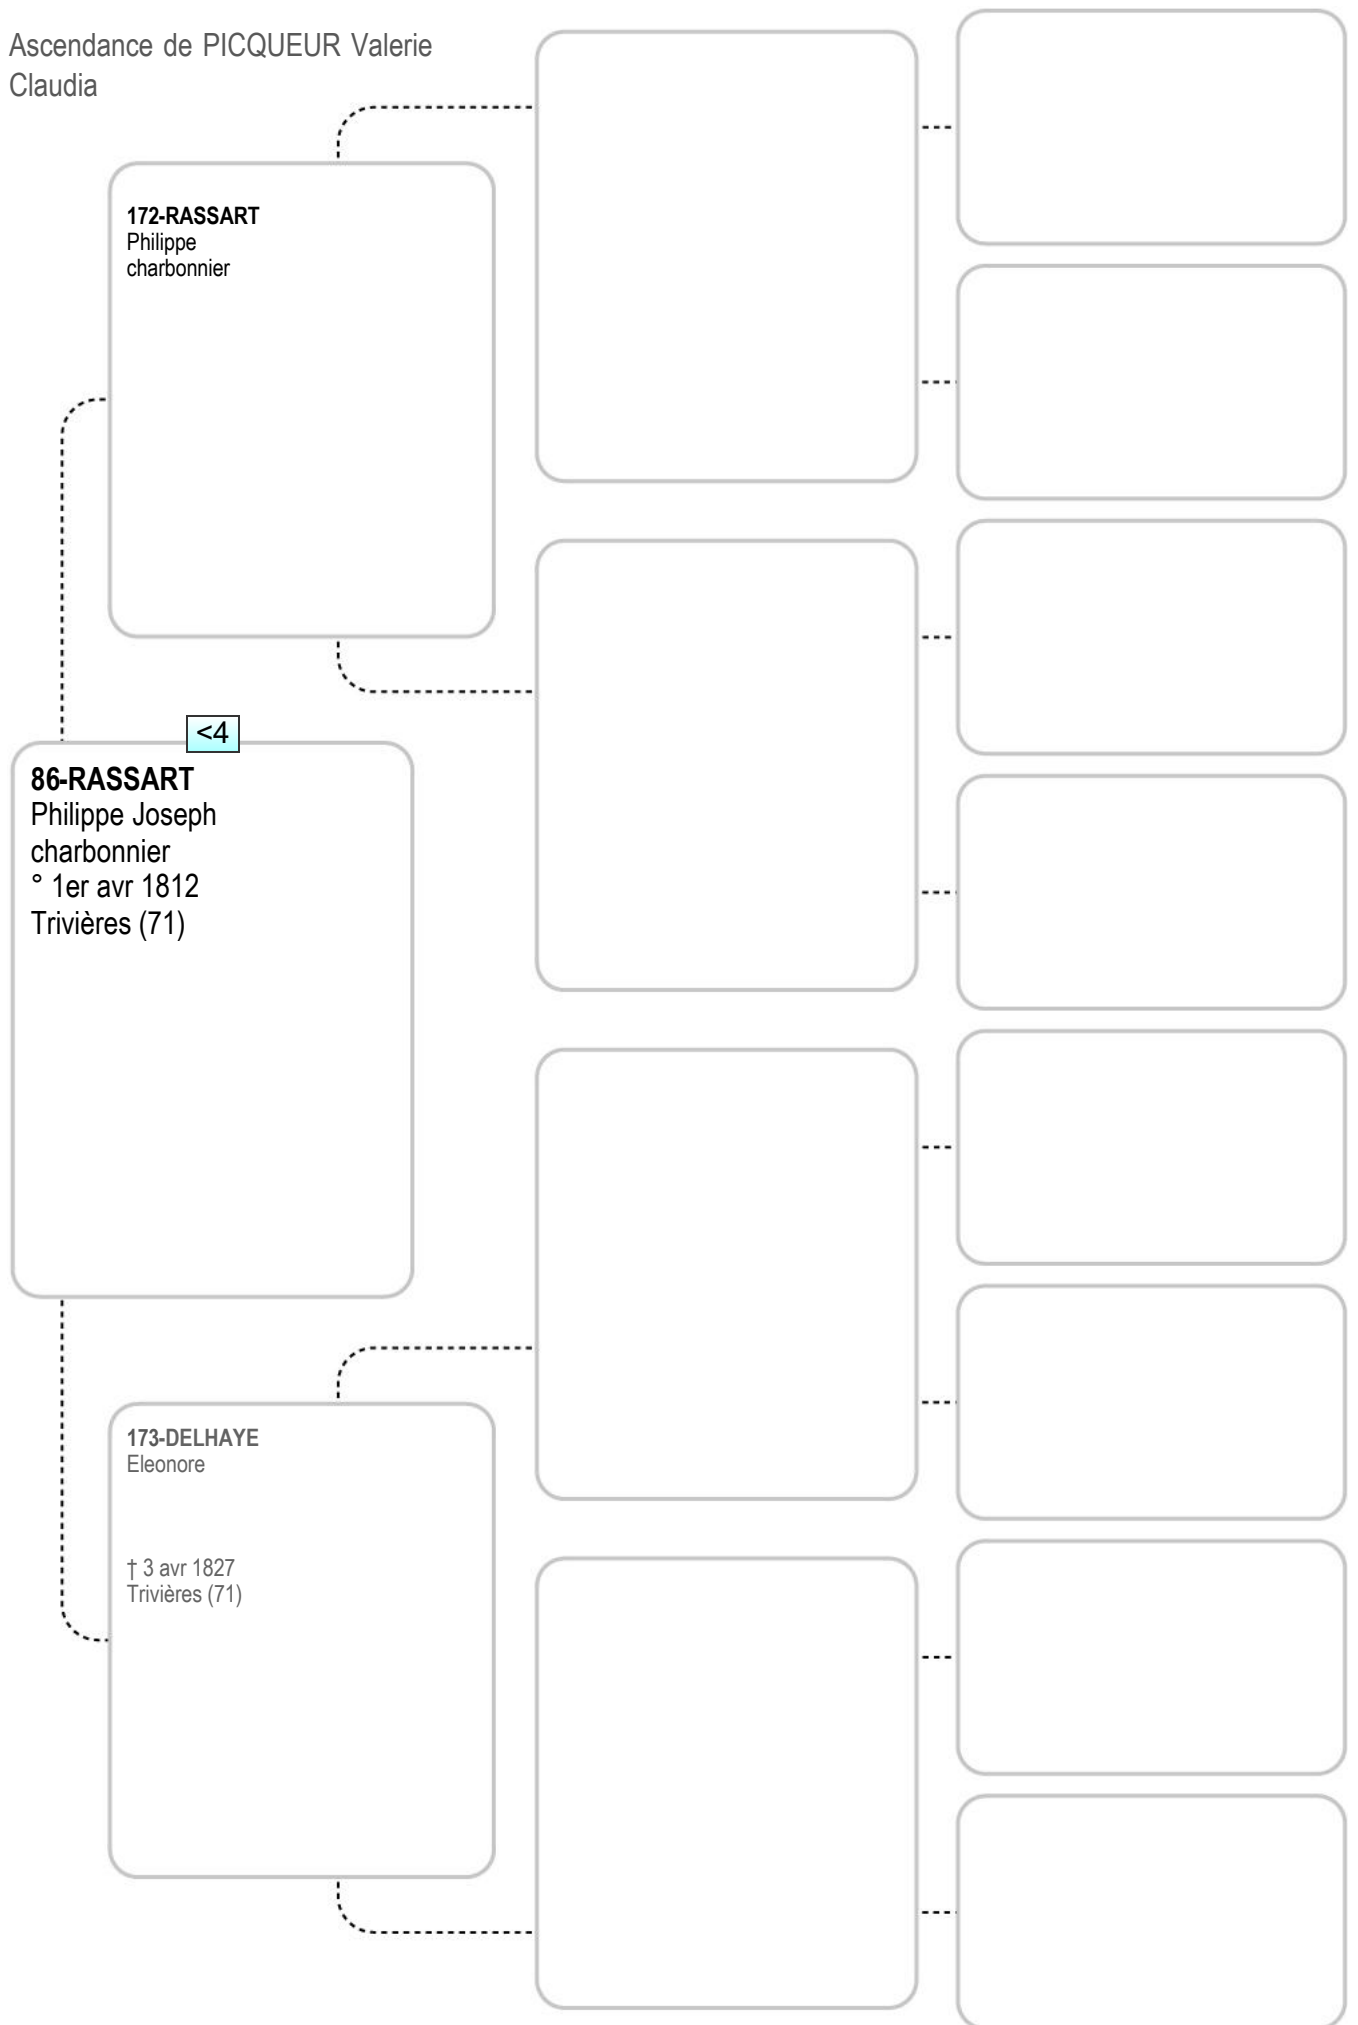 Ascendance de PICQUEUR Valerie
Claudia
172-RASSART
Philippe
charbonnier
<4
86-RASSART
Philippe Joseph
charbonnier
° 1er avr 1812
Trivières (71)
173-DELHAYE
Eleonore
† 3 avr 1827
Trivières (71)